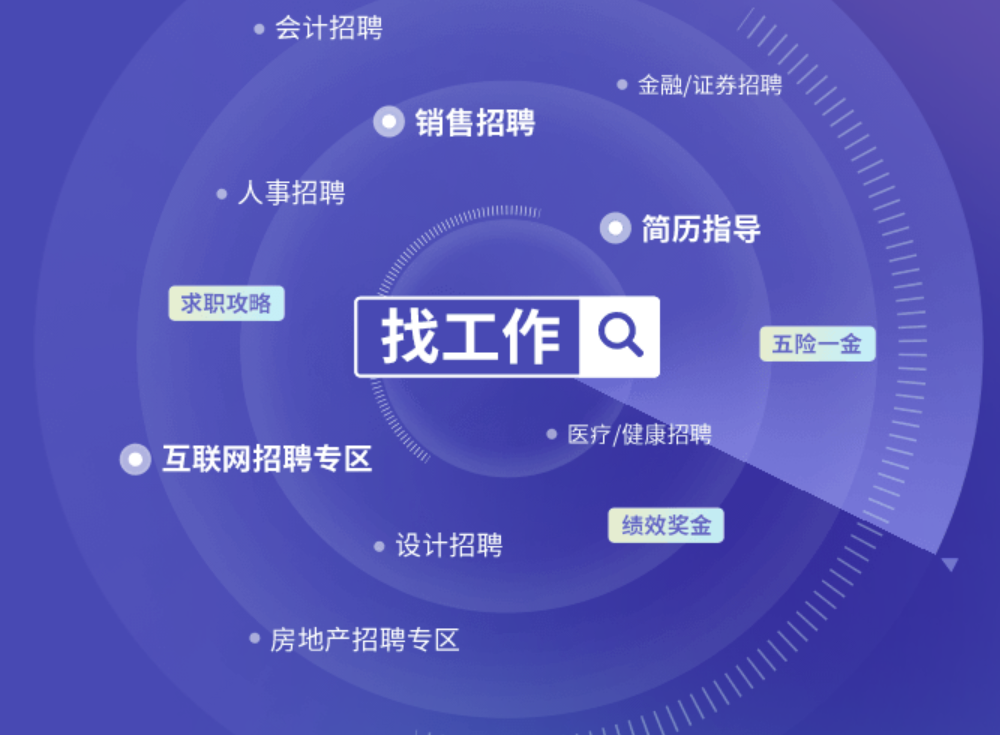 会计招聘
金融/证券招聘
销售招聘
人事招聘
简历指导
求职攻略
找工作
五险一金
医疗/健康招聘
互联网招聘专区
绩效奖金
设计招聘
房地产招聘专区